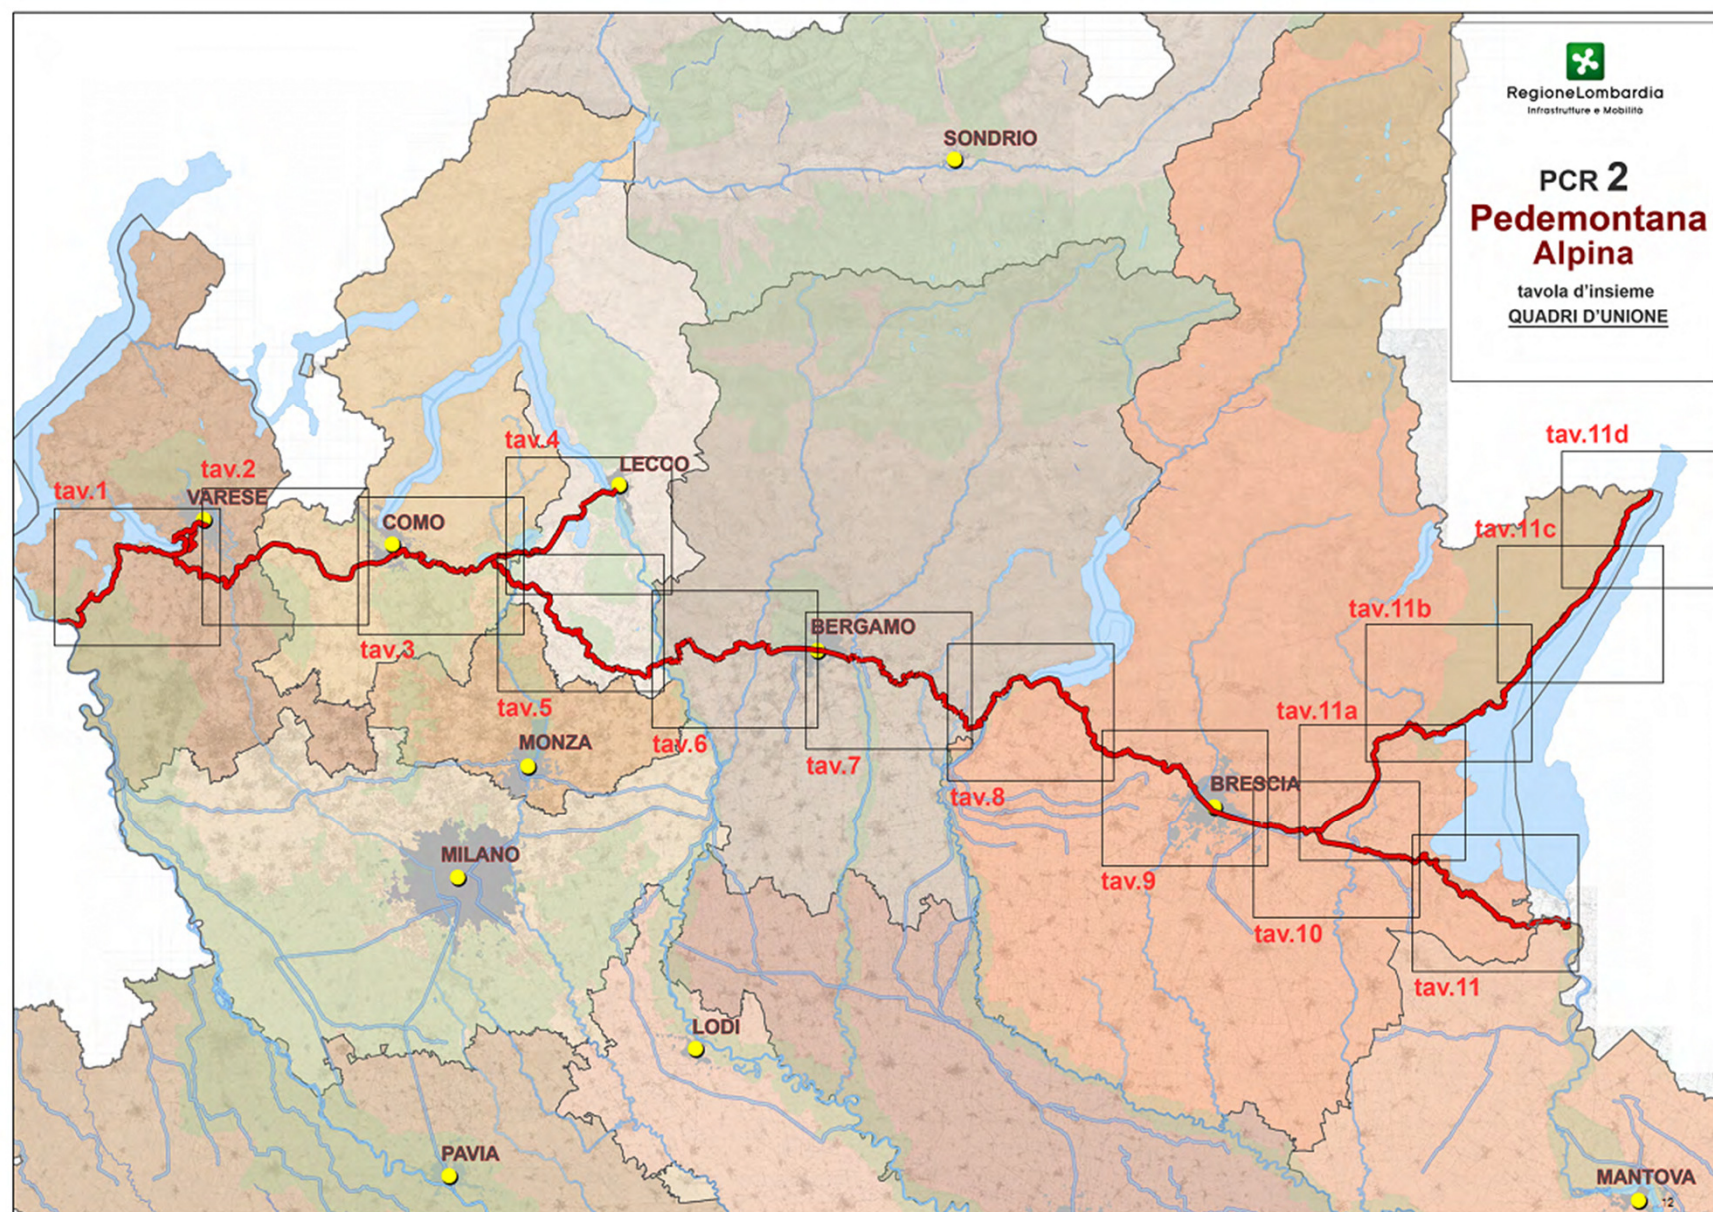 RegioneLombardia
Infrastrutture e Mobilità
PCR 2
Pedemontana
Alpina
tavola d'insieme
QUADRI D'UNIONE
SONDRIO
tav.11d
tav.4
LECCO
tav.2
tav.1
VARESE
COMO
tav.11c
tav.11b
BERGAMO
tav.3
tav.5
tav.11a
MONZA
tav.6
tav.7
BRESCIA
tav.8
MILANO
tav.9
tav.10
tav.11
LODI
PAVIA
MANTOVA
12